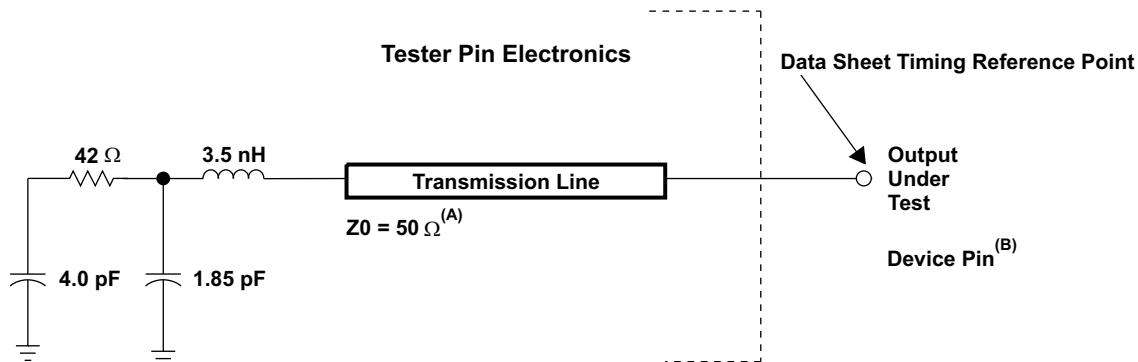 Tester Pin Electronics
Data Sheet Timing Reference Point
42 Ω
3.5 nH
Transmission Line
Output
Under
Test
Z0 = 50 Ω(A)
Device Pin(B)
4.0 pF
1.85 pF